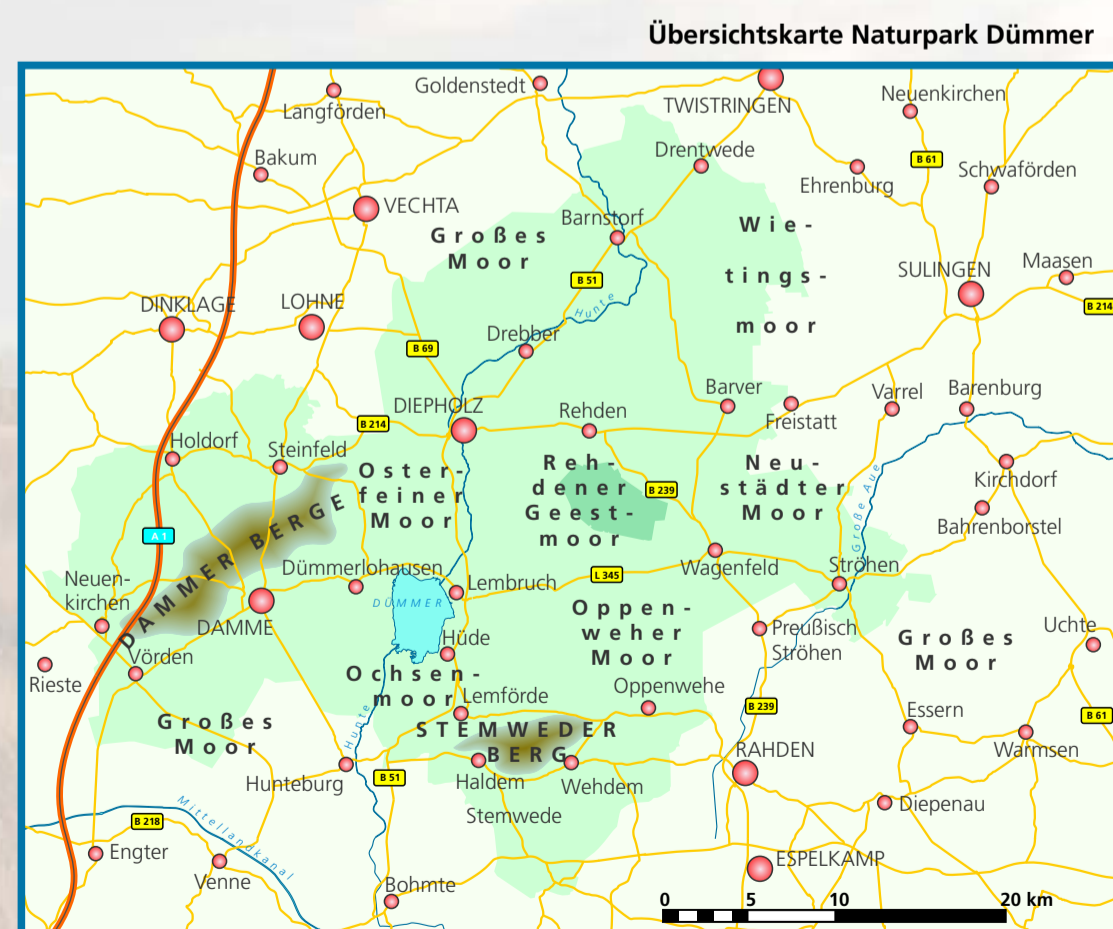 Übersichtskarte Naturpark Dümmer
Goldenstedt
TWISTRINGEN
Neuenkirchen
Langförden
Drentwede
B 61
Bakum
Ehrenburg
Schwaförden
VECHTA
Barnstorf
Großes
Moor
Wie-
tings-
moor
SULINGEN
Maasen
B 51
DINKLAGE
LOHNE
Hunte
B 214
Drebber
B 69
DIEPHOLZ
Rehden
Barver
Freistatt
Varrel
Barenburg
B 214
Holdorf
Steinfeld
Oster-
feiner
Moor
Reh-
dener
Geest-
moor
B 239
Neu-
städter
Moor
Große Aue
Kirchdorf
Bahrenborstel
A 1
DAMMER BERGE
Dümmerlohausen
Lembruch
L 345
Wagenfeld
Ströhen
Neuen-
kirchen
DÜMMER
DAMME
Oppen-
weher
Moor
Preußisch
Ströhen
Großes
Moor
Uchte
Hüde
Vörden
Rieste
Ochsen-
moor
Lemförde
Oppenwehe
Großes
Moor
Hunte
STEMWEDER
BERG
B 239
Essern
B 61
Warmsen
RAHDEN
Hunteburg
B 51
Haldem
Wehdem
Stemwede
Diepenau
Mittellandkanal
B 218
Engter
Venne
Bohmte
ESPELKAMP
0 5 10 20 km